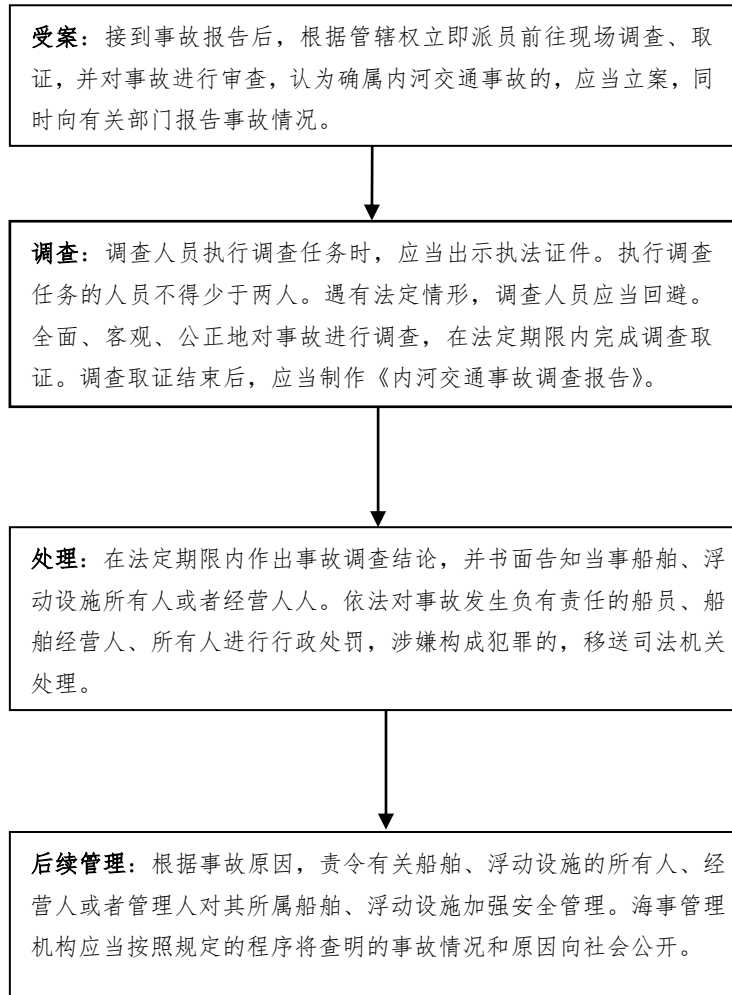 受案：接到事故报告后，根据管辖权立即派员前往现场调查、取
证，并对事故进行审查，认为确属内河交通事故的，应当立案，同
时向有关部门报告事故情况。
调查：调查人员执行调查任务时，应当出示执法证件。执行调查
任务的人员不得少于两人。遇有法定情形，调查人员应当回避。
全面、客观、公正地对事故进行调查，在法定期限内完成调查取
证。调查取证结束后，应当制作《内河交通事故调查报告》。
处理：在法定期限内作出事故调查结论，并书面告知当事船舶、浮
动设施所有人或者经营人人。依法对事故发生负有责任的船员、船
舶经营人、所有人进行行政处罚，涉嫌构成犯罪的，移送司法机关
处理。
后续管理：根据事故原因，责令有关船舶、浮动设施的所有人、经
营人或者管理人对其所属船舶、浮动设施加强安全管理。海事管理
机构应当按照规定的程序将查明的事故情况和原因向社会公开。